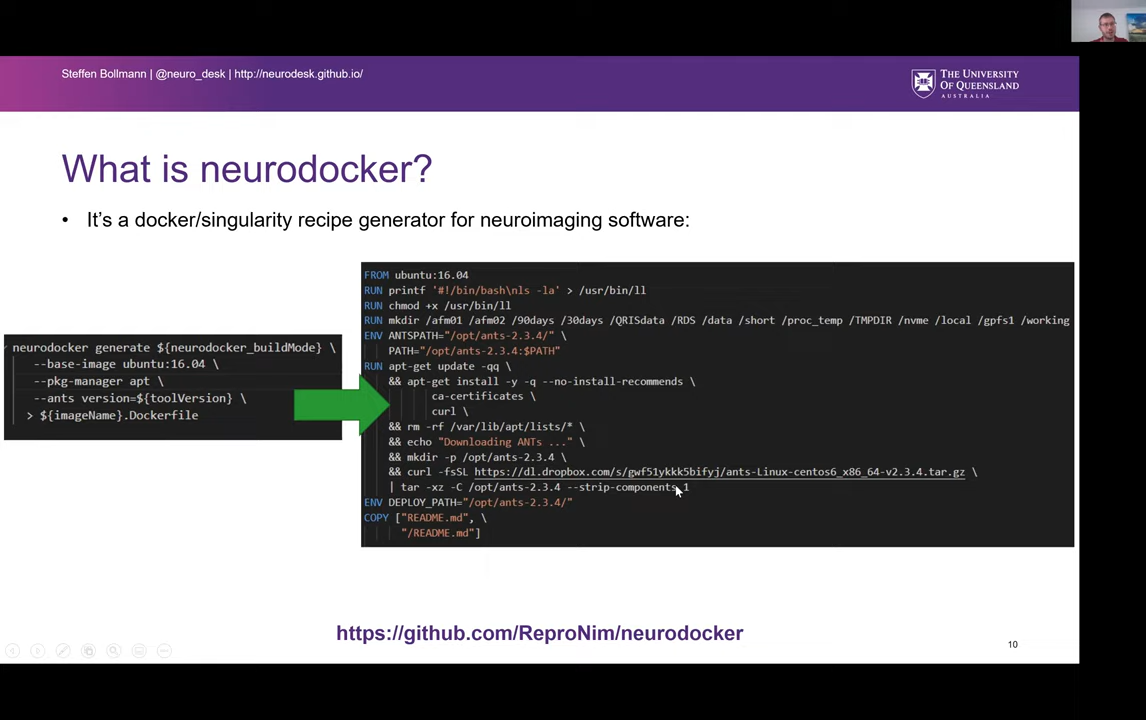 Steffen Bollmann | @neuro_desk | http://neurodesk.github.io/
THE UNIVERSITY
OF QUEENSLAND
AUSTRALIA
What is neurodocker?
• It's a docker/singularity recipe generator for neuroimaging software:
neurodocker generate ${neurodocker_buildMode} \
--base-image ubuntu:16.04 \
--pkg-manager apt \
--ants version=${toolVersion} \
> ${imageName}.Dockerfile
FROM ubuntu:16.04
RUN printf '#!/bin/bash\nls -la' > /usr/bin/ll
RUN chmod +x /usr/bin/ll
RUN mkdir /afm01 /afm02 /90days /30days /QRISdata /RDS /data /short /proc_temp /TMPDIR /nvme /local /gpfs1 /working
ENV ANTSPATH="/opt/ants-2.3.4/" \
PATH="/opt/ants-2.3.4:$PATH"
RUN apt-get update -qq \
&& apt-get install -y -q --no-install-recommends \
ca-certificates \
curl \
&& rm -rf /var/lib/apt/lists/* \
&& echo "Downloading ANTs ..." \
&& mkdir -p /opt/ants-2.3.4 \
&& curl -fsSL https://dl.dropbox.com/s/gwf51ykkk5bifyj/ants-Linux-centos6_x86_64-v2.3.4.tar.gz \
| tar -xz -C /opt/ants-2.3.4 --strip-components 1
ENV DEPLOY_PATH="/opt/ants-2.3.4/"
COPY ["README.md", \
"/README.md"]
https://github.com/ReproNim/neurodocker
10